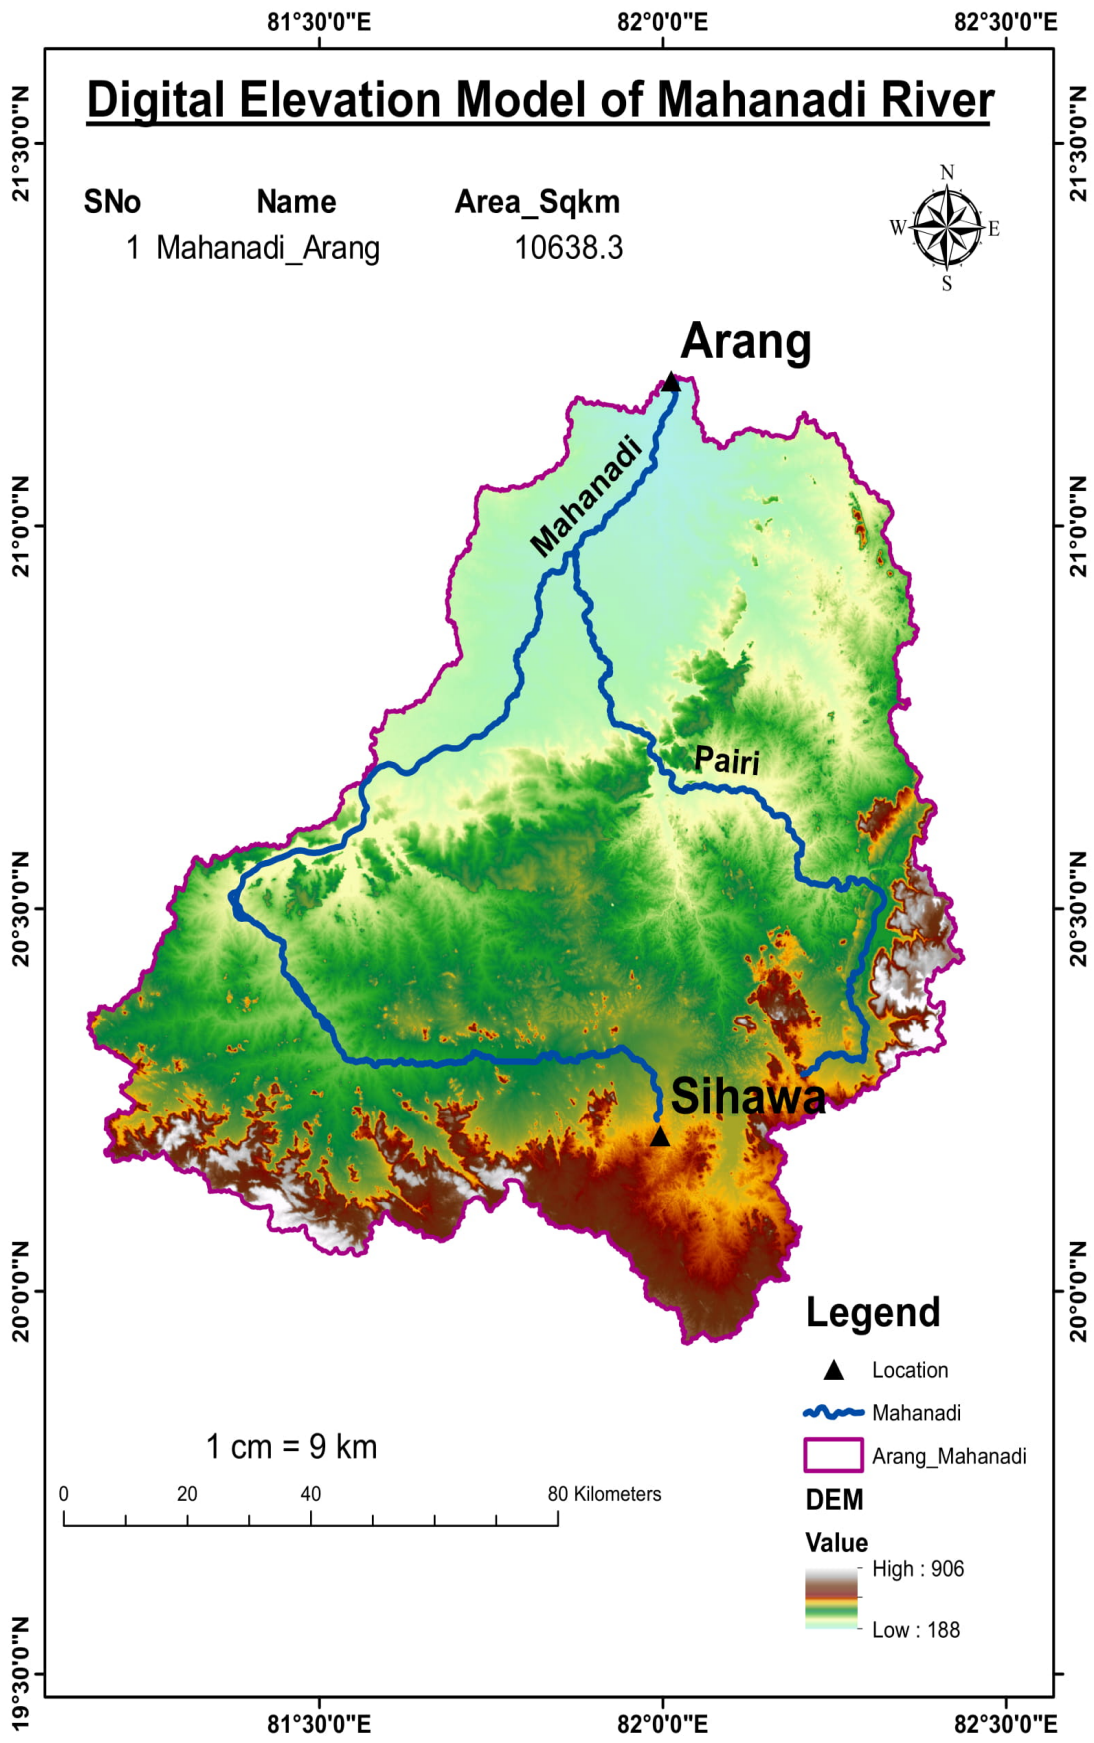 81°30'0"E 82°0'0"E 82°30'0"E
Digital Elevation Model of Mahanadi River
21°30'0"N 21°30'0"N
SNo Name Area_Sqkm
1 Mahanadi_Arang 10638.3
N
W E
S
Arang
Mahanadi
21°0'0"N 21°0'0"N
Pairi
20°30'0"N 20°30'0"N
Sihawa
20°0'0"N 20°0'0"N
Legend
Location
Mahanadi
Arang_Mahanadi
DEM
Value
High : 906
Low : 188
1 cm = 9 km
0 20 40 80 Kilometers
19°30'0"N
81°30'0"E 82°0'0"E 82°30'0"E